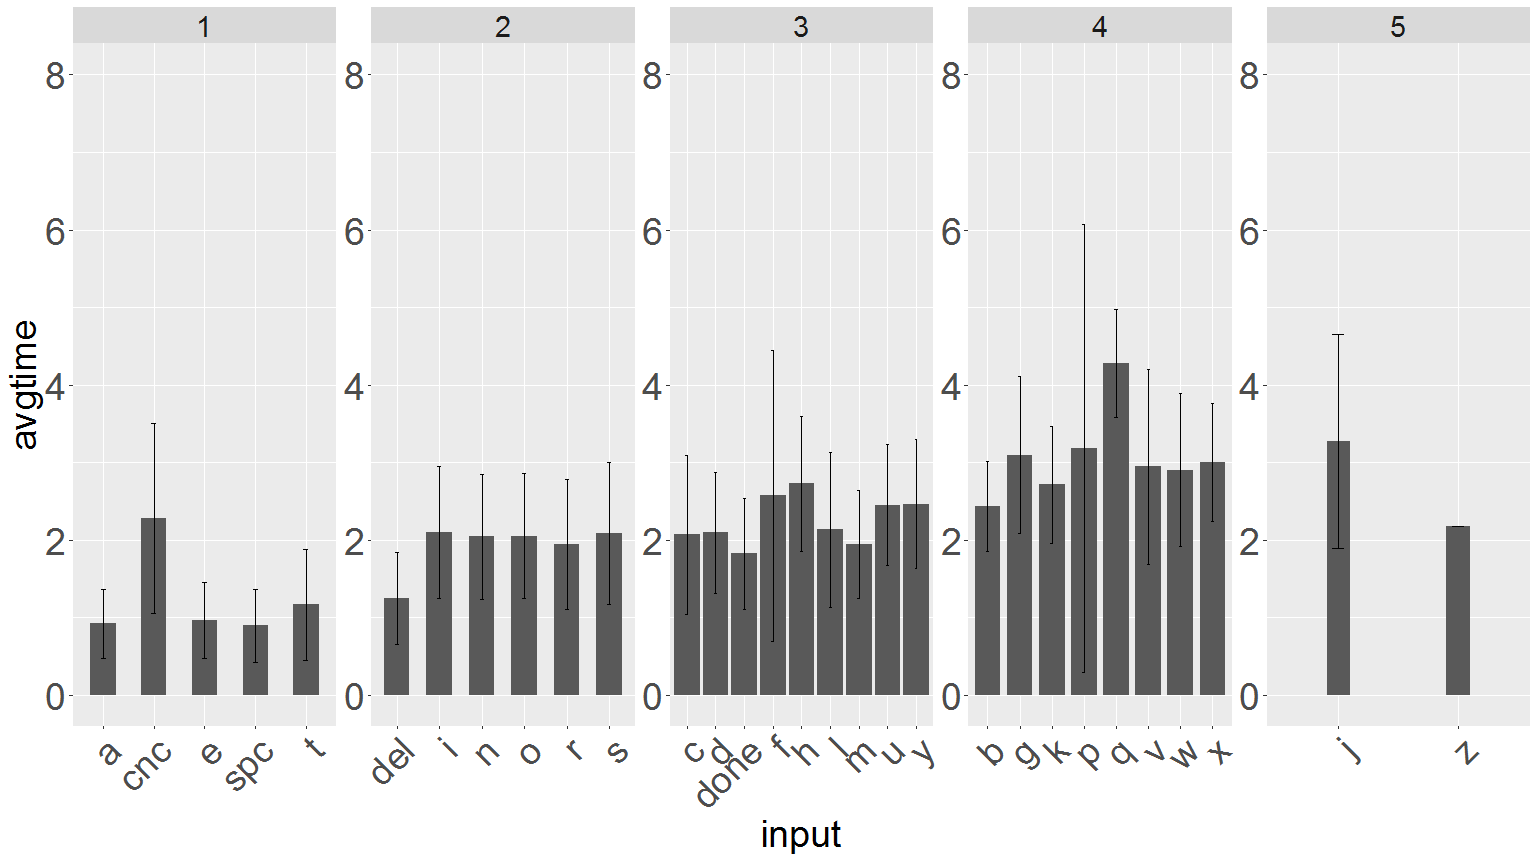 1 2 3 4 5
8 8 8 8 8
6 6 6 6 6
4 4 4 4 4
2 2 2 2 2
0 0 0 0 0
avgtime
a cnc e spc t del i n o r s c d done f h l m u y b g k p q v w x j z
input